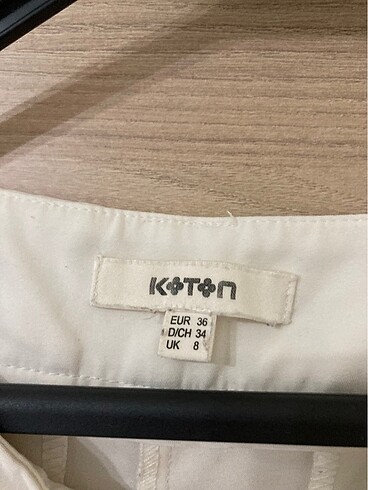 KOTON
EUR 36
D/CH 34
UK 8